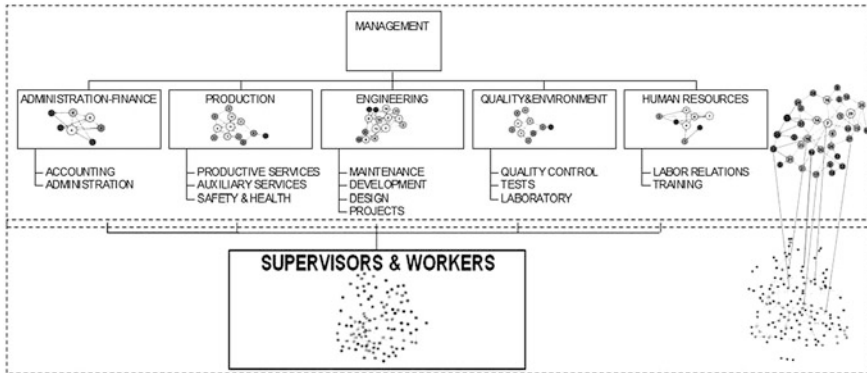 MANAGEMENT
ADMINISTRATION-FINANCE
PRODUCTION
ENGINEERING
QUALITY&ENVIRONMENT
HUMAN RESOURCES
ACCOUNTING
ADMINISTRATION
PRODUCTIVE SERVICES
AUXILIARY SERVICES
SAFETY & HEALTH
MAINTENANCE
DEVELOPMENT
DESIGN
PROJECTS
QUALITY CONTROL
TESTS
LABORATORY
LABOR RELATIONS
TRAINING
SUPERVISORS & WORKERS